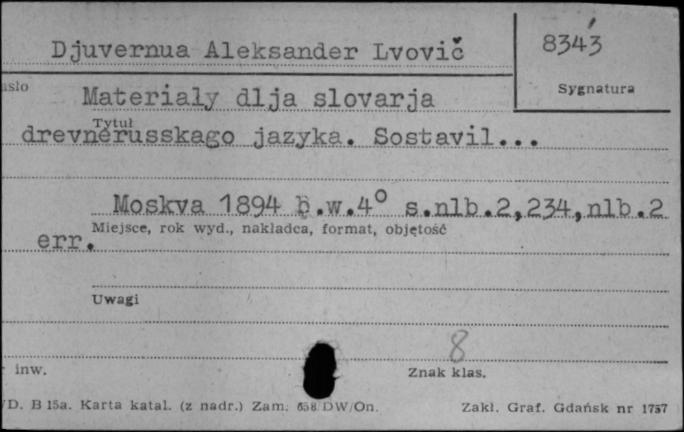 Djuvernua Aleksander Lvovič
8343
Sygnatura
asło
Materialy dlja slovarja
Tytuł
drevnerusskago jazyka. Sostavil...
Moskva 1894 b.w.4° s.nlb.2,234,nlb.2
Miejsce, rok wyd., nakładca, format, objętość
err.
Uwagi
8
inw.
Znak klas.
/D. B 15a. Karta katal. (z nadr.) Zam. 658 DW/On.
Zakł. Graf. Gdańsk nr 1757